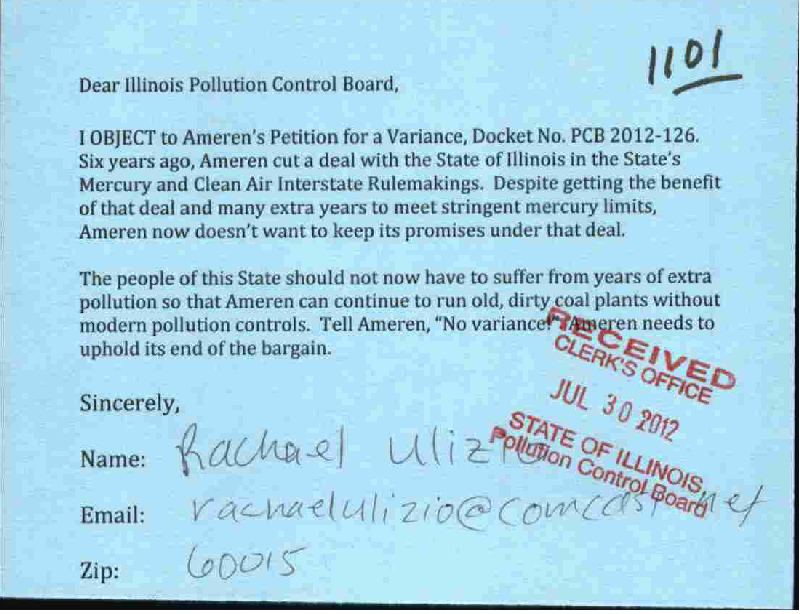 1101
Dear Illinois Pollution Control Board,
I OBJECT to Ameren's Petition for a Variance, Docket No. PCB 2012-126.
Six years ago, Ameren cut a deal with the State of Illinois in the State's
Mercury and Clean Air Interstate Rulemakings. Despite getting the benefit
of that deal and many extra years to meet stringent mercury limits,
Ameren now doesn't want to keep its promises under that deal.
The people of this State should not now have to suffer from years of extra
pollution so that Ameren can continue to run old, dirty coal plants without
modern pollution controls. Tell Ameren, “No variance!” Ameren needs to
uphold its end of the bargain.
RECEIVED
CLERK'S OFFICE
JUL 30 2012
STATE OF ILLINOIS
Pollution Control Board
Sincerely,
Name: Rachael Ulizio
Email: rachaelulizio@comcast.net
Zip: 60015